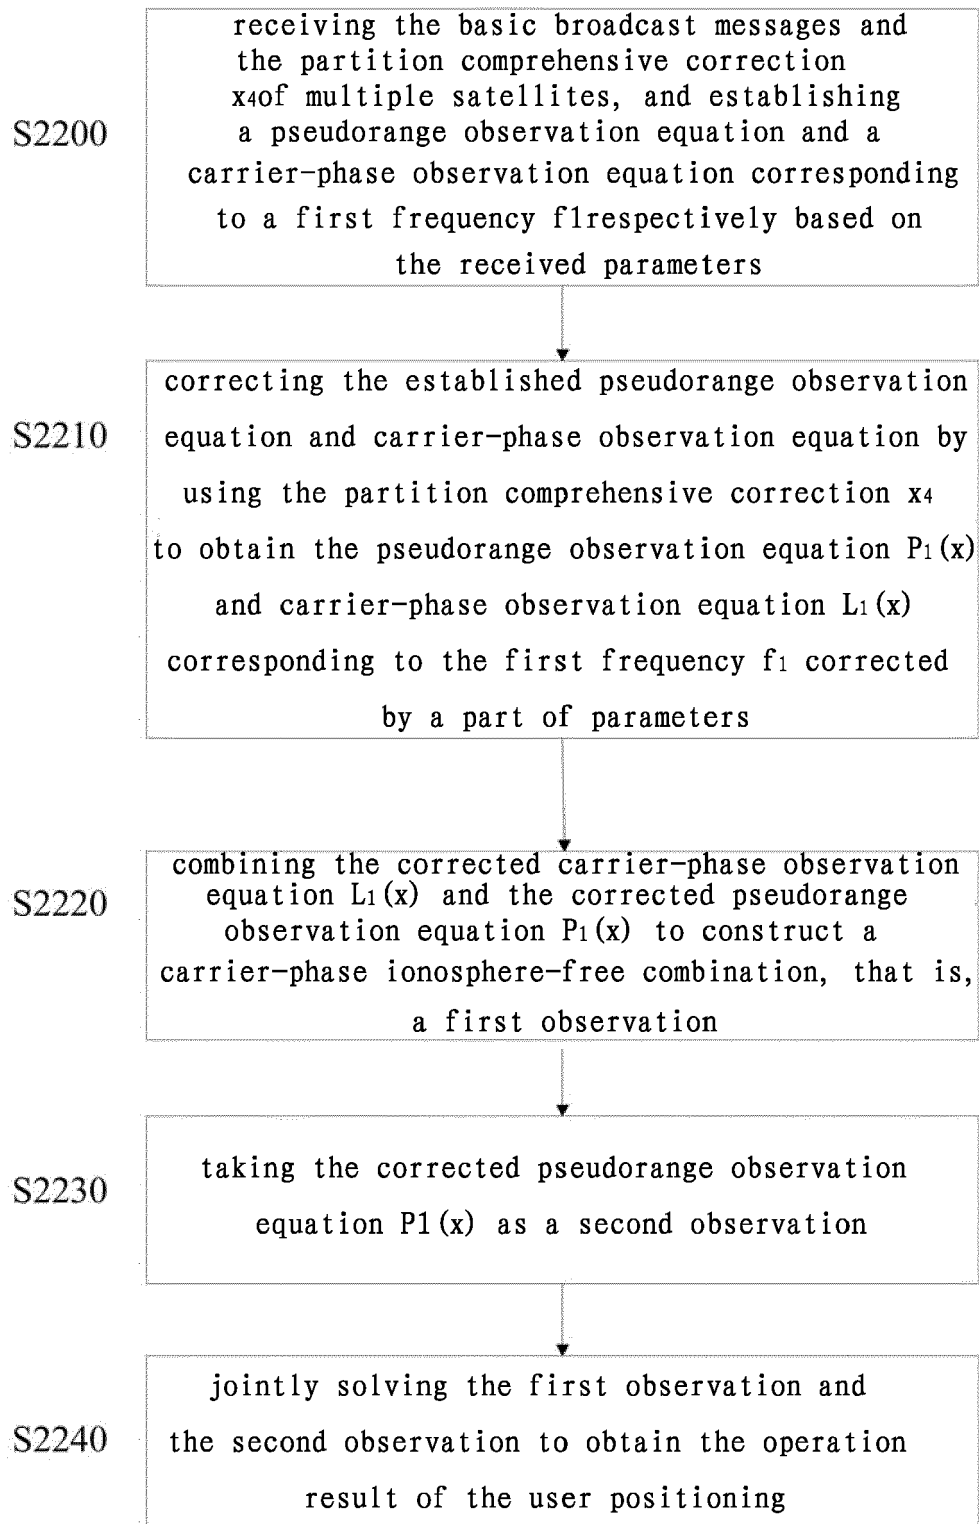 S2200
receiving the basic broadcast messages and
the partition comprehensive correction
x4of multiple satellites, and establishing
a pseudorange observation equation and a
carrier-phase observation equation corresponding
to a first frequency f1respectively based on
the received parameters
S2210
correcting the established pseudorange observation
equation and carrier-phase observation equation by
using the partition comprehensive correction x4
to obtain the pseudorange observation equation P1(x)
and carrier-phase observation equation L1(x)
corresponding to the first frequency f1 corrected
by a part of parameters
S2220
combining the corrected carrier-phase observation
equation L1(x) and the corrected pseudorange
observation equation P1(x) to construct a
carrier-phase ionosphere-free combination, that is,
a first observation
S2230
taking the corrected pseudorange observation
equation P1(x) as a second observation
S2240
jointly solving the first observation and
the second observation to obtain the operation
result of the user positioning